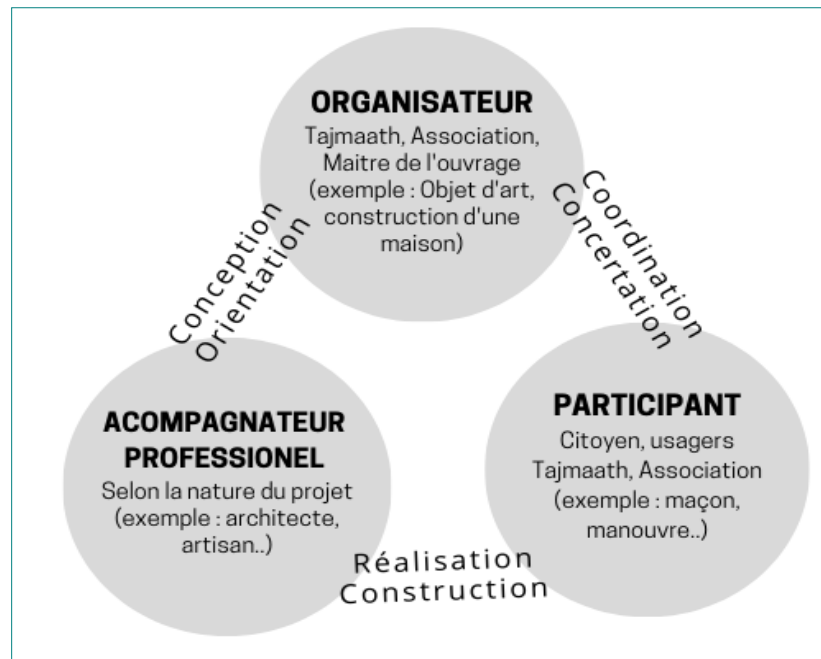 ORGANISATEUR
Tajmaath, Association,
Maitre de l'ouvrage
(exemple : Objet d'art,
construction d'une
maison)
Conception
Orientation
Coordination
Concertation
ACOMPAGNATEUR
PROFESSIONEL
Selon la nature du projet
(exemple : architecte,
artisan..)
PARTICIPANT
Citoyen, usagers
Tajmaath, Association
(exemple : maçon,
manouvre..)
Réalisation
Construction